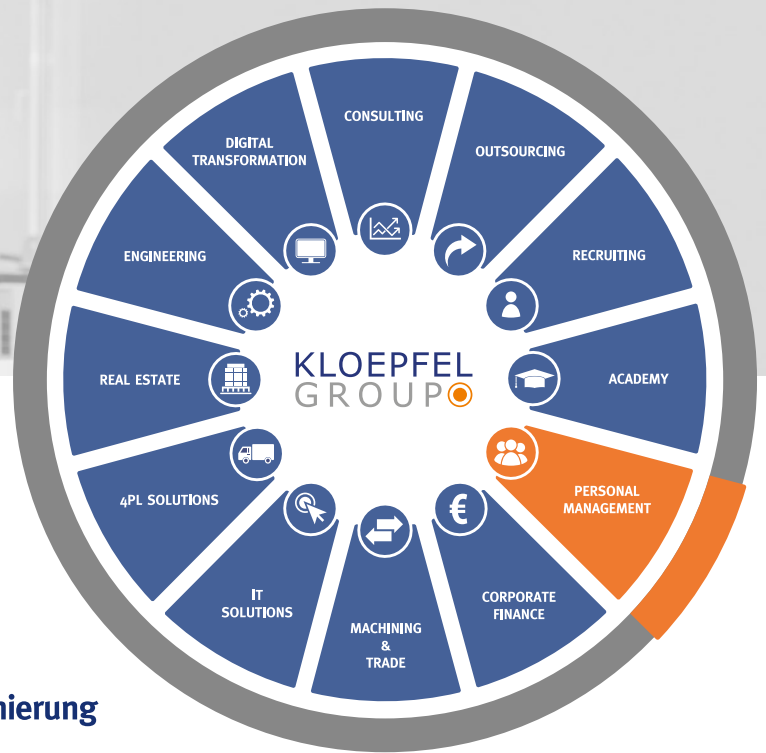 CONSULTING
OUTSOURCING
RECRUITING
ACADEMY
PERSONAL
MANAGEMENT
CORPORATE
FINANCE
MACHINING
&
TRADE
IT
SOLUTIONS
4PL SOLUTIONS
REAL ESTATE
ENGINEERING
DIGITAL
TRANSFORMATION
KLOEPFEL
GROUP
€
nierung